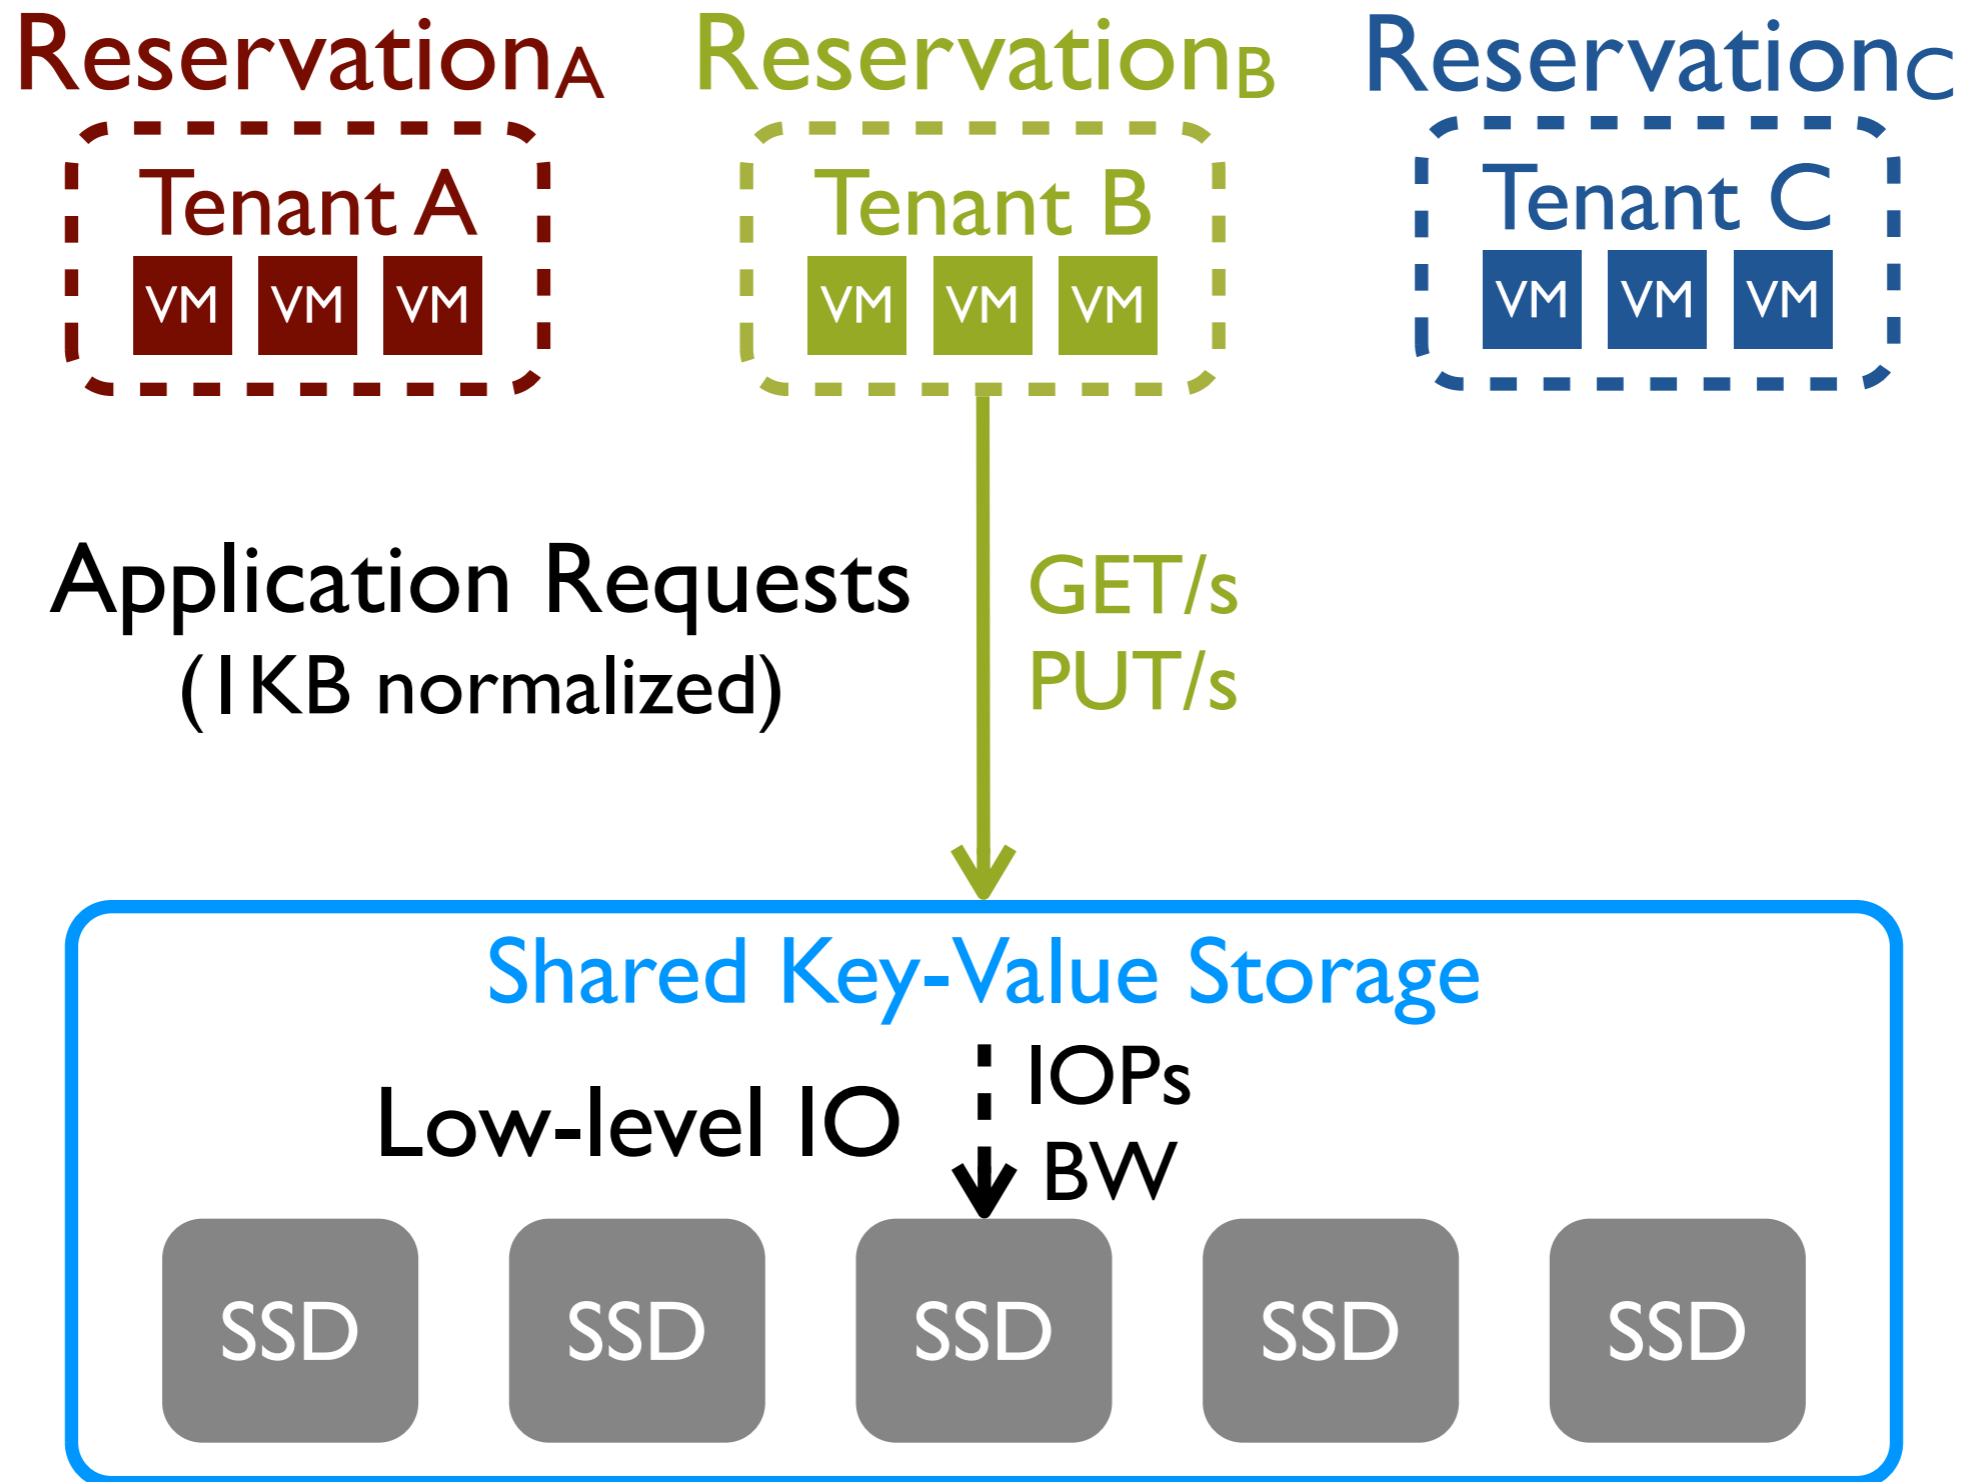 ReservationA ReservationB ReservationC
Tenant A Tenant B Tenant C
VM VM VM VM VM VM VM VM VM
Application Requests
(1KB normalized)
GET/s
PUT/s
Shared Key-Value Storage
Low-level IO
IOPs
BW
SSD SSD SSD SSD SSD